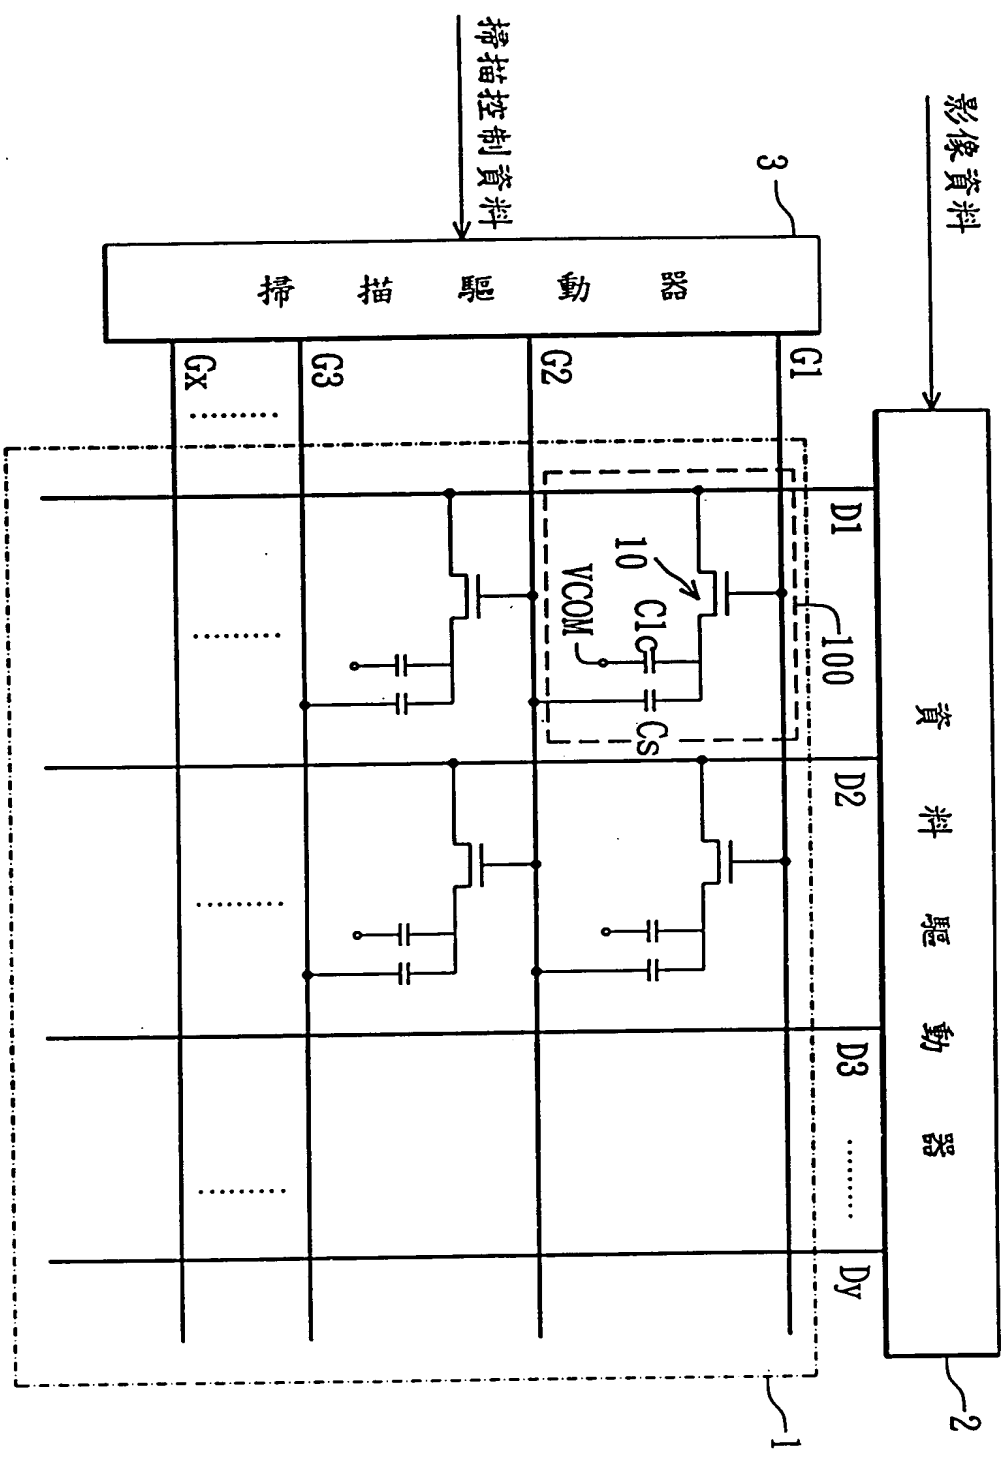 影像資料
2
資料驅動器
D1
D2
D3
........
Dy
掃描控制資料
3
掃描驅動器
G1
G2
G3
.........
Gx
100
10
Clc
VCOM
Cs
.........
.........
.........
1